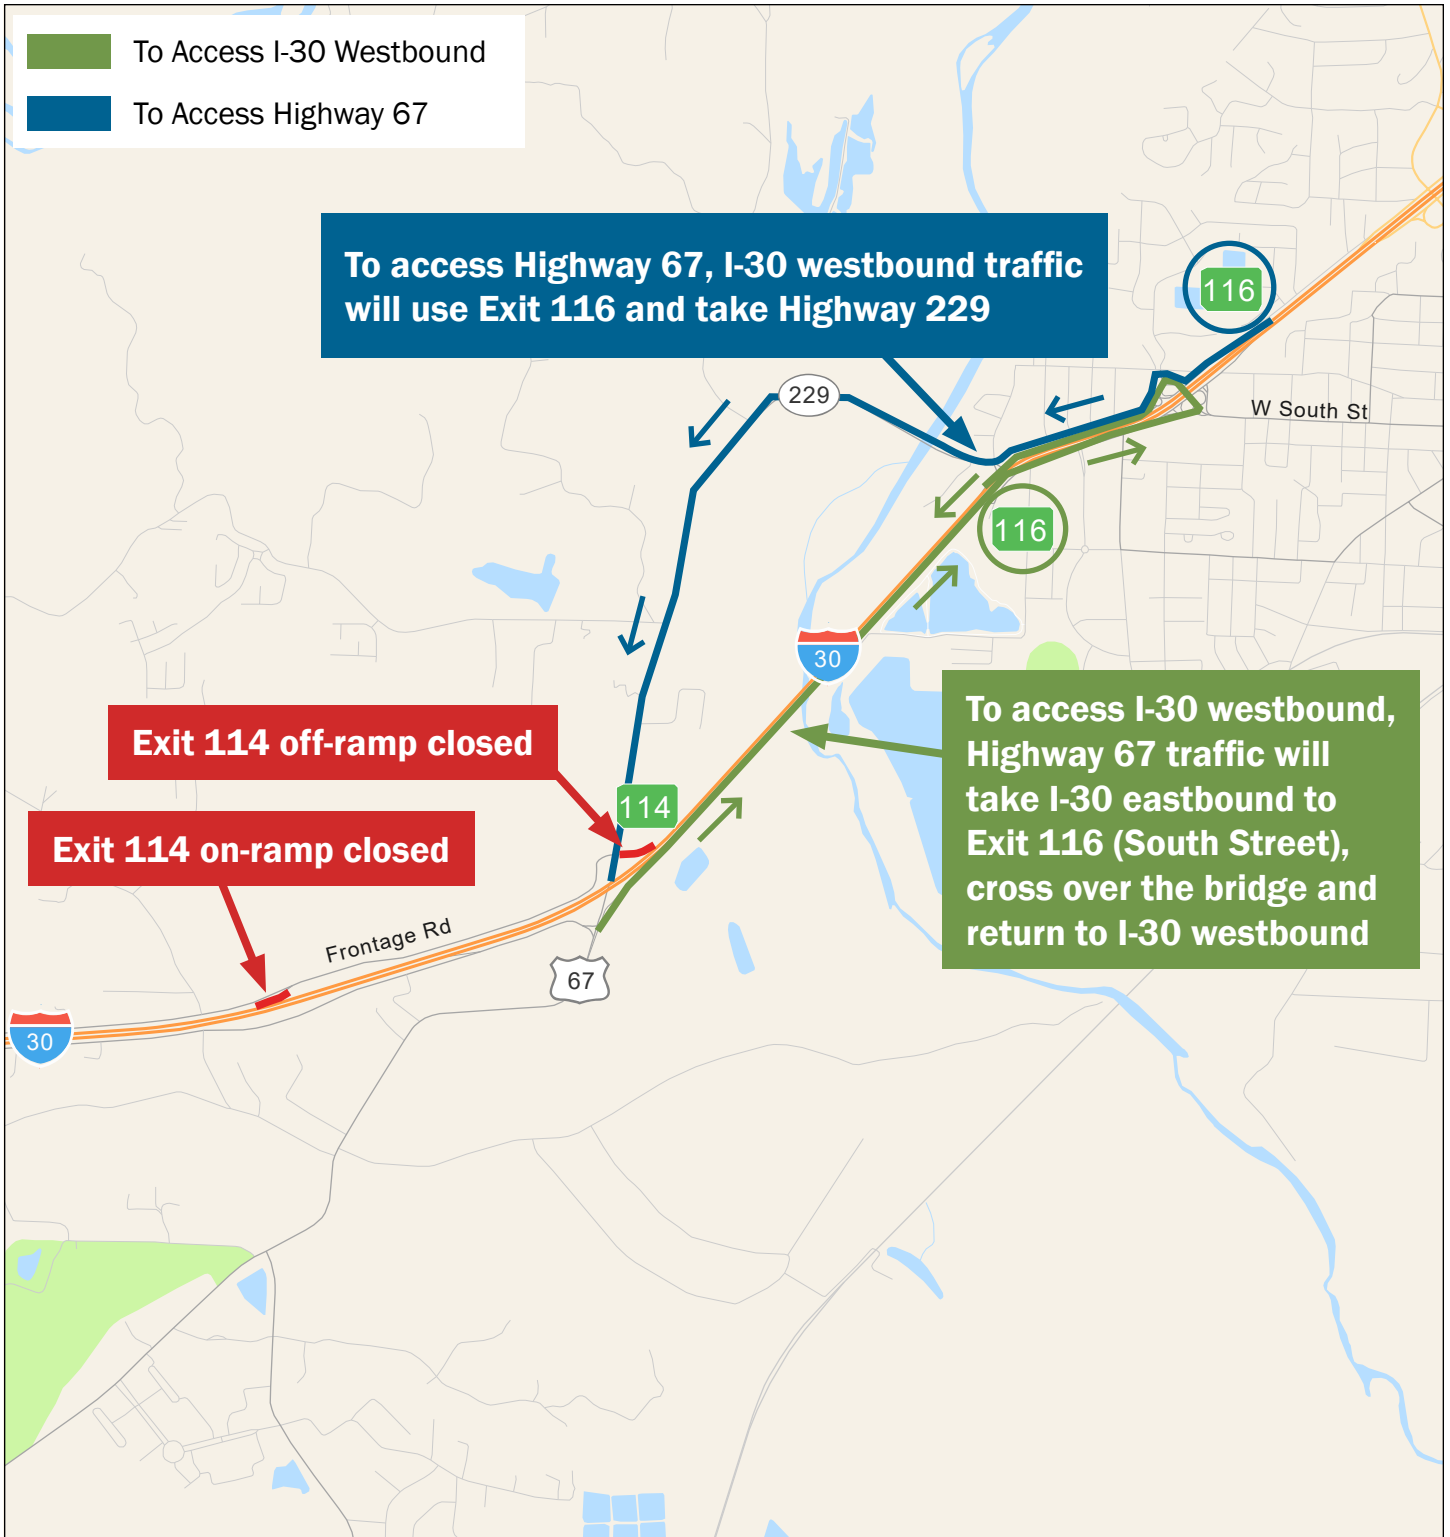 To Access I-30 Westbound
To Access Highway 67
To access Highway 67, I-30 westbound traffic
will use Exit 116 and take Highway 229
116
229
W South St
116
30
To access I-30 westbound,
Highway 67 traffic will
take I-30 eastbound to
Exit 116 (South Street),
cross over the bridge and
return to I-30 westbound
Exit 114 off-ramp closed
114
Exit 114 on-ramp closed
Frontage Rd
67
30